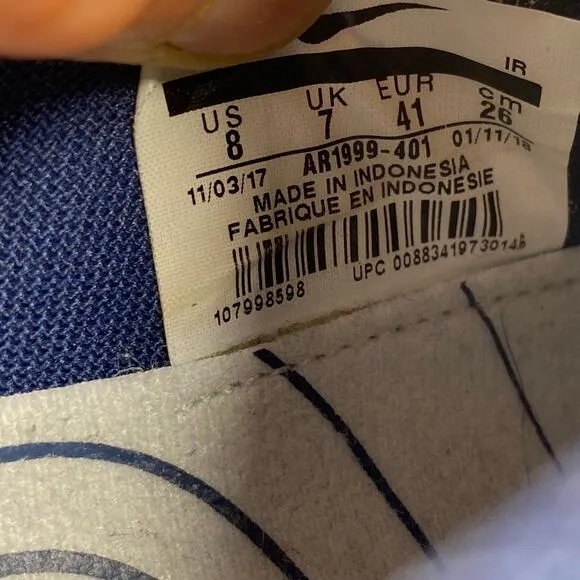 IR
US UK EUR cm
8 7 41 26
11/03/17 AR1999-401 01/11/18
MADE IN INDONESIA
FABRIQUE EN INDONESIE
107998598 UPC